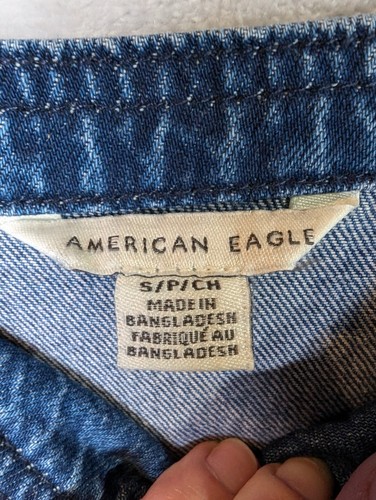 AMERICAN EAGLE
S/P/CH
MADE IN
BANGLADESH
FABRIQUÉ AU
BANGLADESH